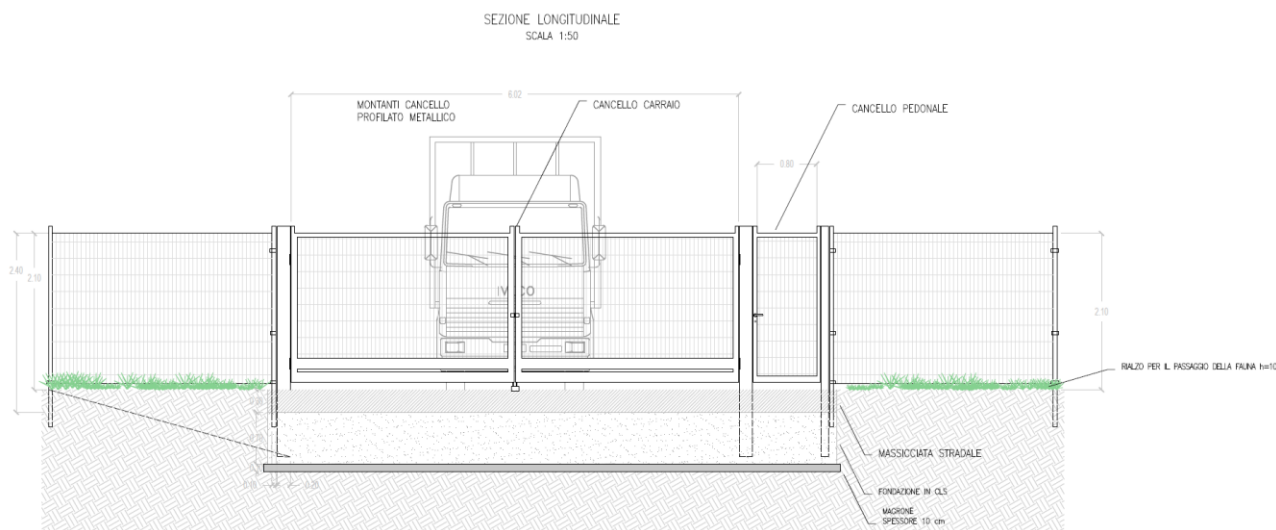 SEZIONE LONGITUDINALE
SCALA 1:50
6.02
MONTANTI CANCELLO
PROFILATO METALLICO
CANCELLO CARRAIO
CANCELLO PEDONALE
0.80
2.40
2.10
IVECO
2.10
RIALZO PER IL PASSAGGIO DELLA FAUNA h=10
MASSICCIATA STRADALE
0.20
FONDAZIONE IN CLS
MAGRONE
SPESSORE 10 cm